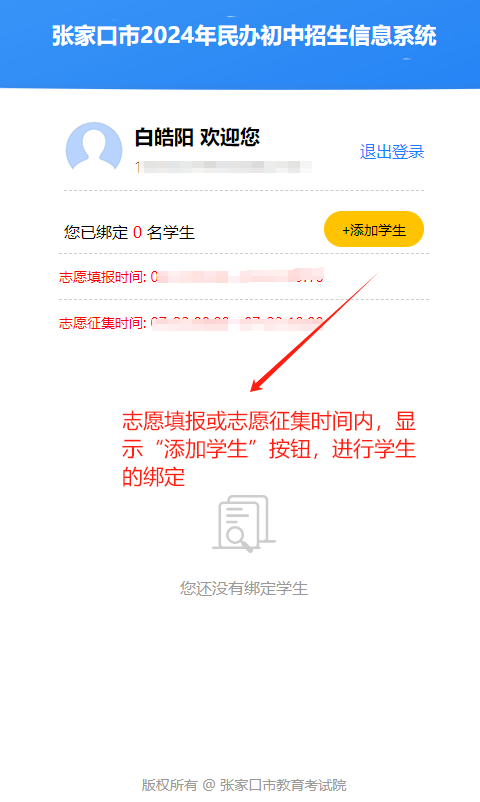 张家口市2024年民办初中招生信息系统
白皓阳 欢迎您
退出登录
1
您已绑定 0 名学生
+添加学生
志愿填报时间: 0
志愿征集时间:
志愿填报或志愿征集时间内，显
示“添加学生”按钮，进行学生
的绑定
您还没有绑定学生
版权所有 @ 张家口市教育考试院